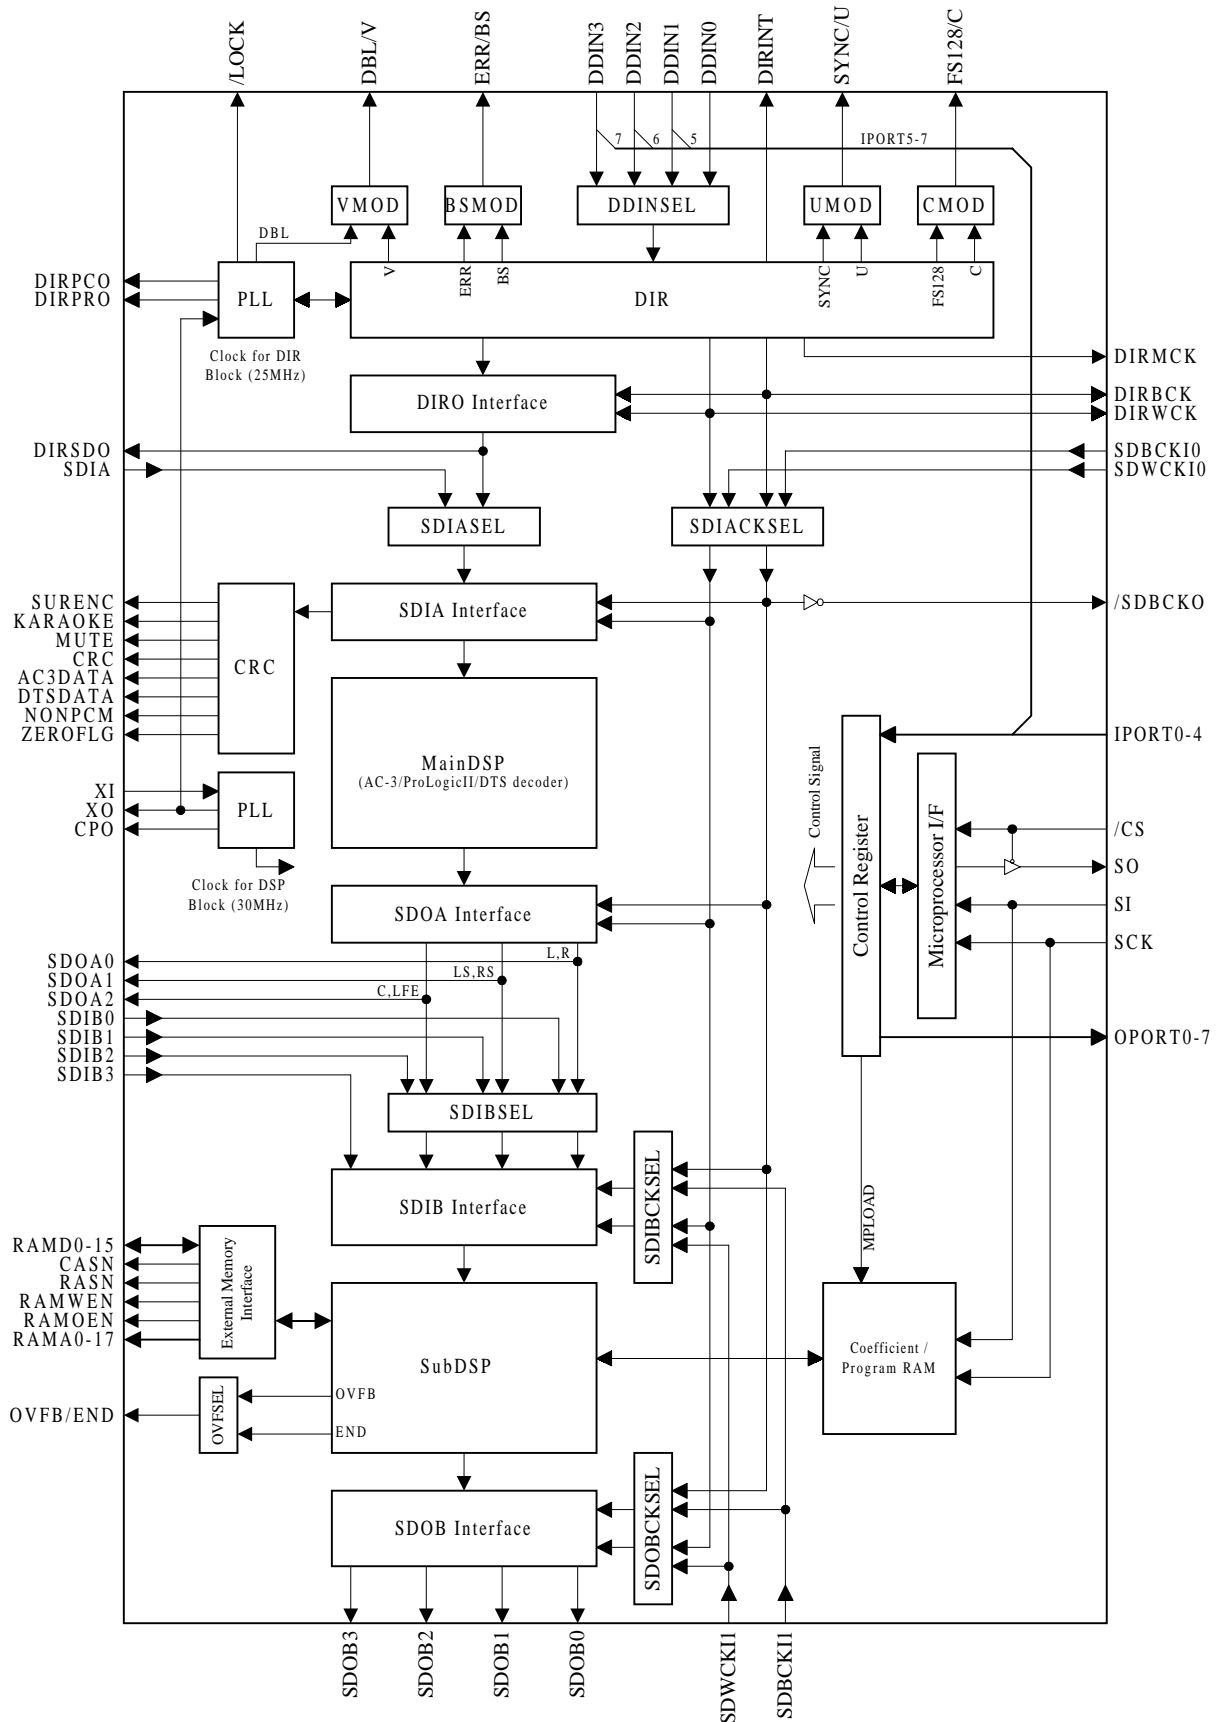 /LOCK
DBL/V
ERR/BS
DDIN3
DDIN2
DDIN1
DDIN0
DIRINT
SYNC/U
FS128/C
7
6
5
IPORT5-7
VMOD
BSMOD
DDINSEL
UMOD
CMOD
DBL
V
ERR
BS
SYNC
U
FS128
C
DIRPCO
DIRPRO
PLL
DIR
Clock for DIR
Block (25MHz)
DIRMCK
DIRO Interface
DIRBCK
DIRWCK
DIRSDO
SDIA
SDBCKI0
SDWCKI0
SDIASEL
SDIACKSEL
SURENC
KARAOKE
MUTE
CRC
AC3DATA
DTSDATA
NONPCM
ZEROFLG
CRC
SDIA Interface
/SDBCKO
MainDSP
(AC-3/ProLogicII/DTS decoder)
IPORT0-4
Control Signal
Control Register
Microprocessor I/F
XI
XO
CPO
PLL
Clock for DSP
Block (30MHz)
/CS
SO
SI
SCK
SDOA Interface
L,R
LS,RS
C,LFE
SDOA0
SDOA1
SDOA2
SDIB0
SDIB1
SDIB2
SDIB3
OPORT0-7
SDIBSEL
SDIB Interface
SDIBCKSEL
MPLOAD
RAMD0-15
CASN
RASN
RAMWEN
RAMOEN
RAMA0-17
External Memory
Interface
SubDSP
Coefficient /
Program RAM
OVFB/END
OVFSEL
OVFB
END
SDOB Interface
SDOBCKSEL
SDOB3
SDOB2
SDOB1
SDOB0
SDWCKI1
SDBCKI1